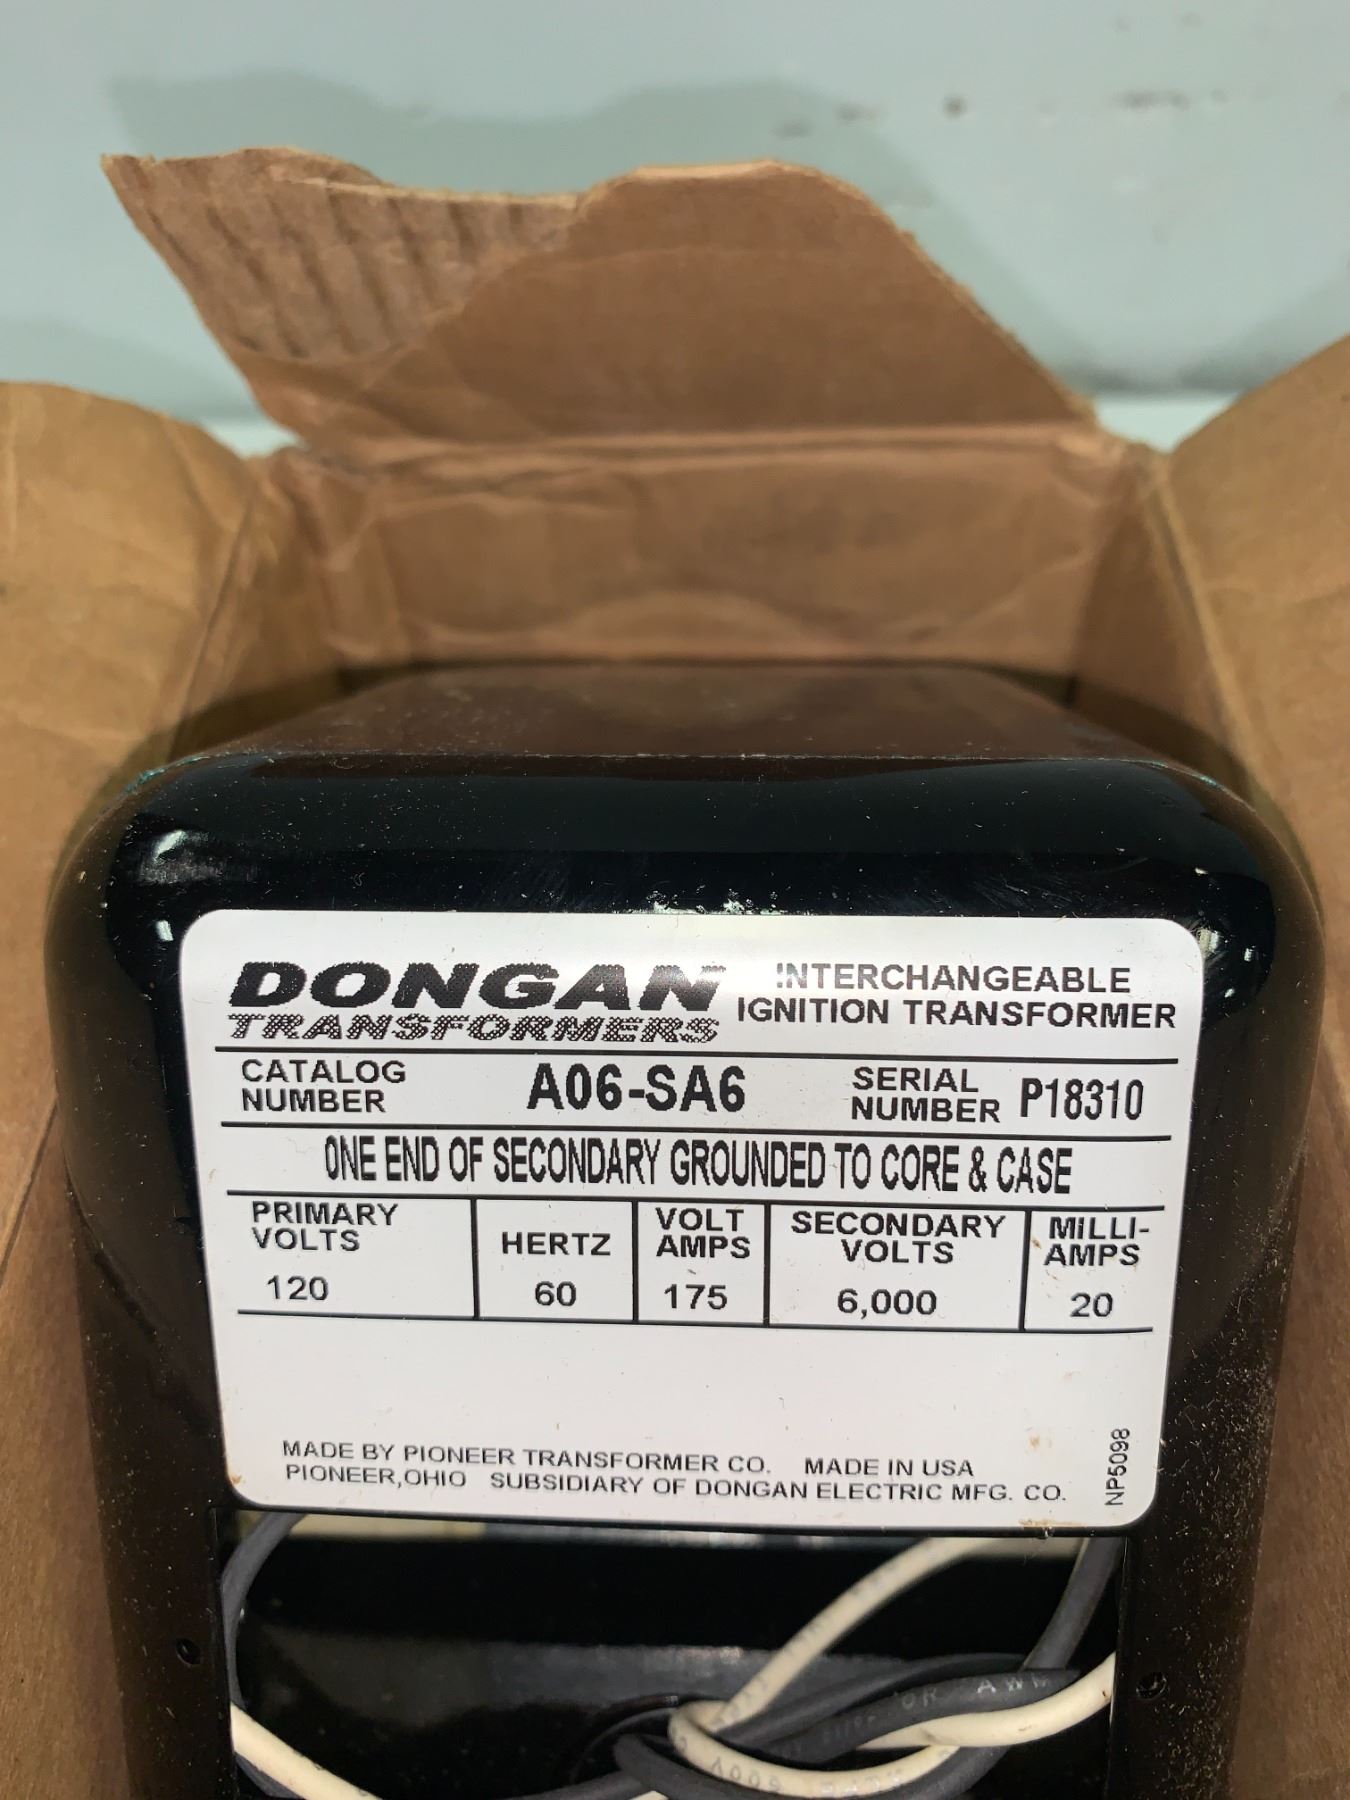 DONGAN
TRANSFORMERS
INTERCHANGEABLE
IGNITION TRANSFORMER
CATALOG
NUMBER
A06-SA6
SERIAL
NUMBER
P18310
ONE END OF SECONDARY GROUNDED TO CORE & CASE
PRIMARY
VOLTS
120
HERTZ
60
VOLT
AMPS
175
SECONDARY
VOLTS
6,000
MILLI-
AMPS
20
MADE BY PIONEER TRANSFORMER CO. MADE IN USA
PIONEER,OHIO SUBSIDIARY OF DONGAN ELECTRIC MFG. CO.
NP5098
OR AWM